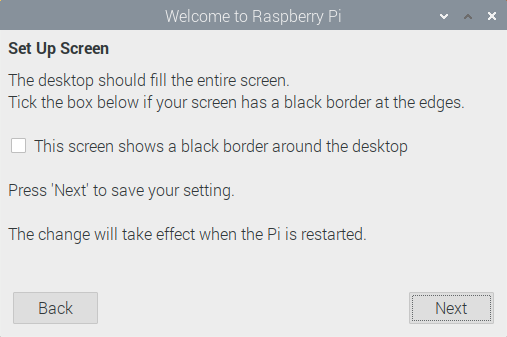 Welcome to Raspberry Pi
Set Up Screen
The desktop should fill the entire screen.
Tick the box below if your screen has a black border at the edges.
This screen shows a black border around the desktop
Press 'Next' to save your setting.
The change will take effect when the Pi is restarted.
Back
Next